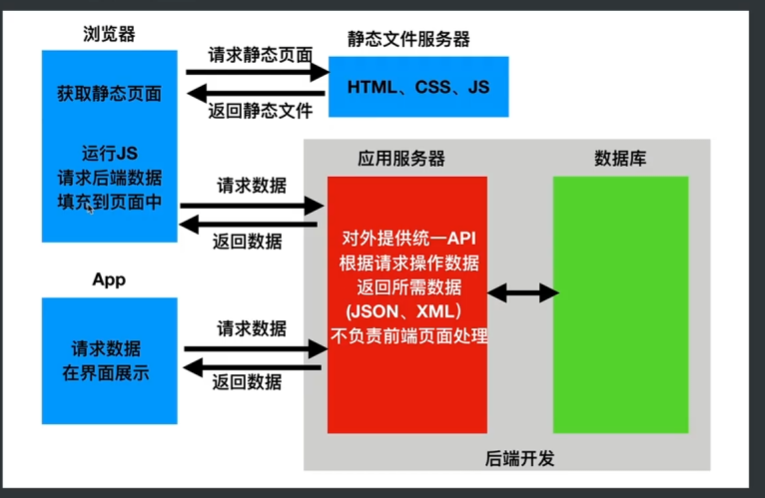 浏览器
静态文件服务器
请求静态页面
获取静态页面
HTML、CSS、JS
返回静态文件
运行JS
请求后端数据
填充到页面中
请求数据
返回数据
应用服务器
数据库
对外提供统一API
根据请求操作数据
返回所需数据
(JSON、XML）
不负责前端页面处理
App
请求数据
在界面展示
请求数据
返回数据
后端开发